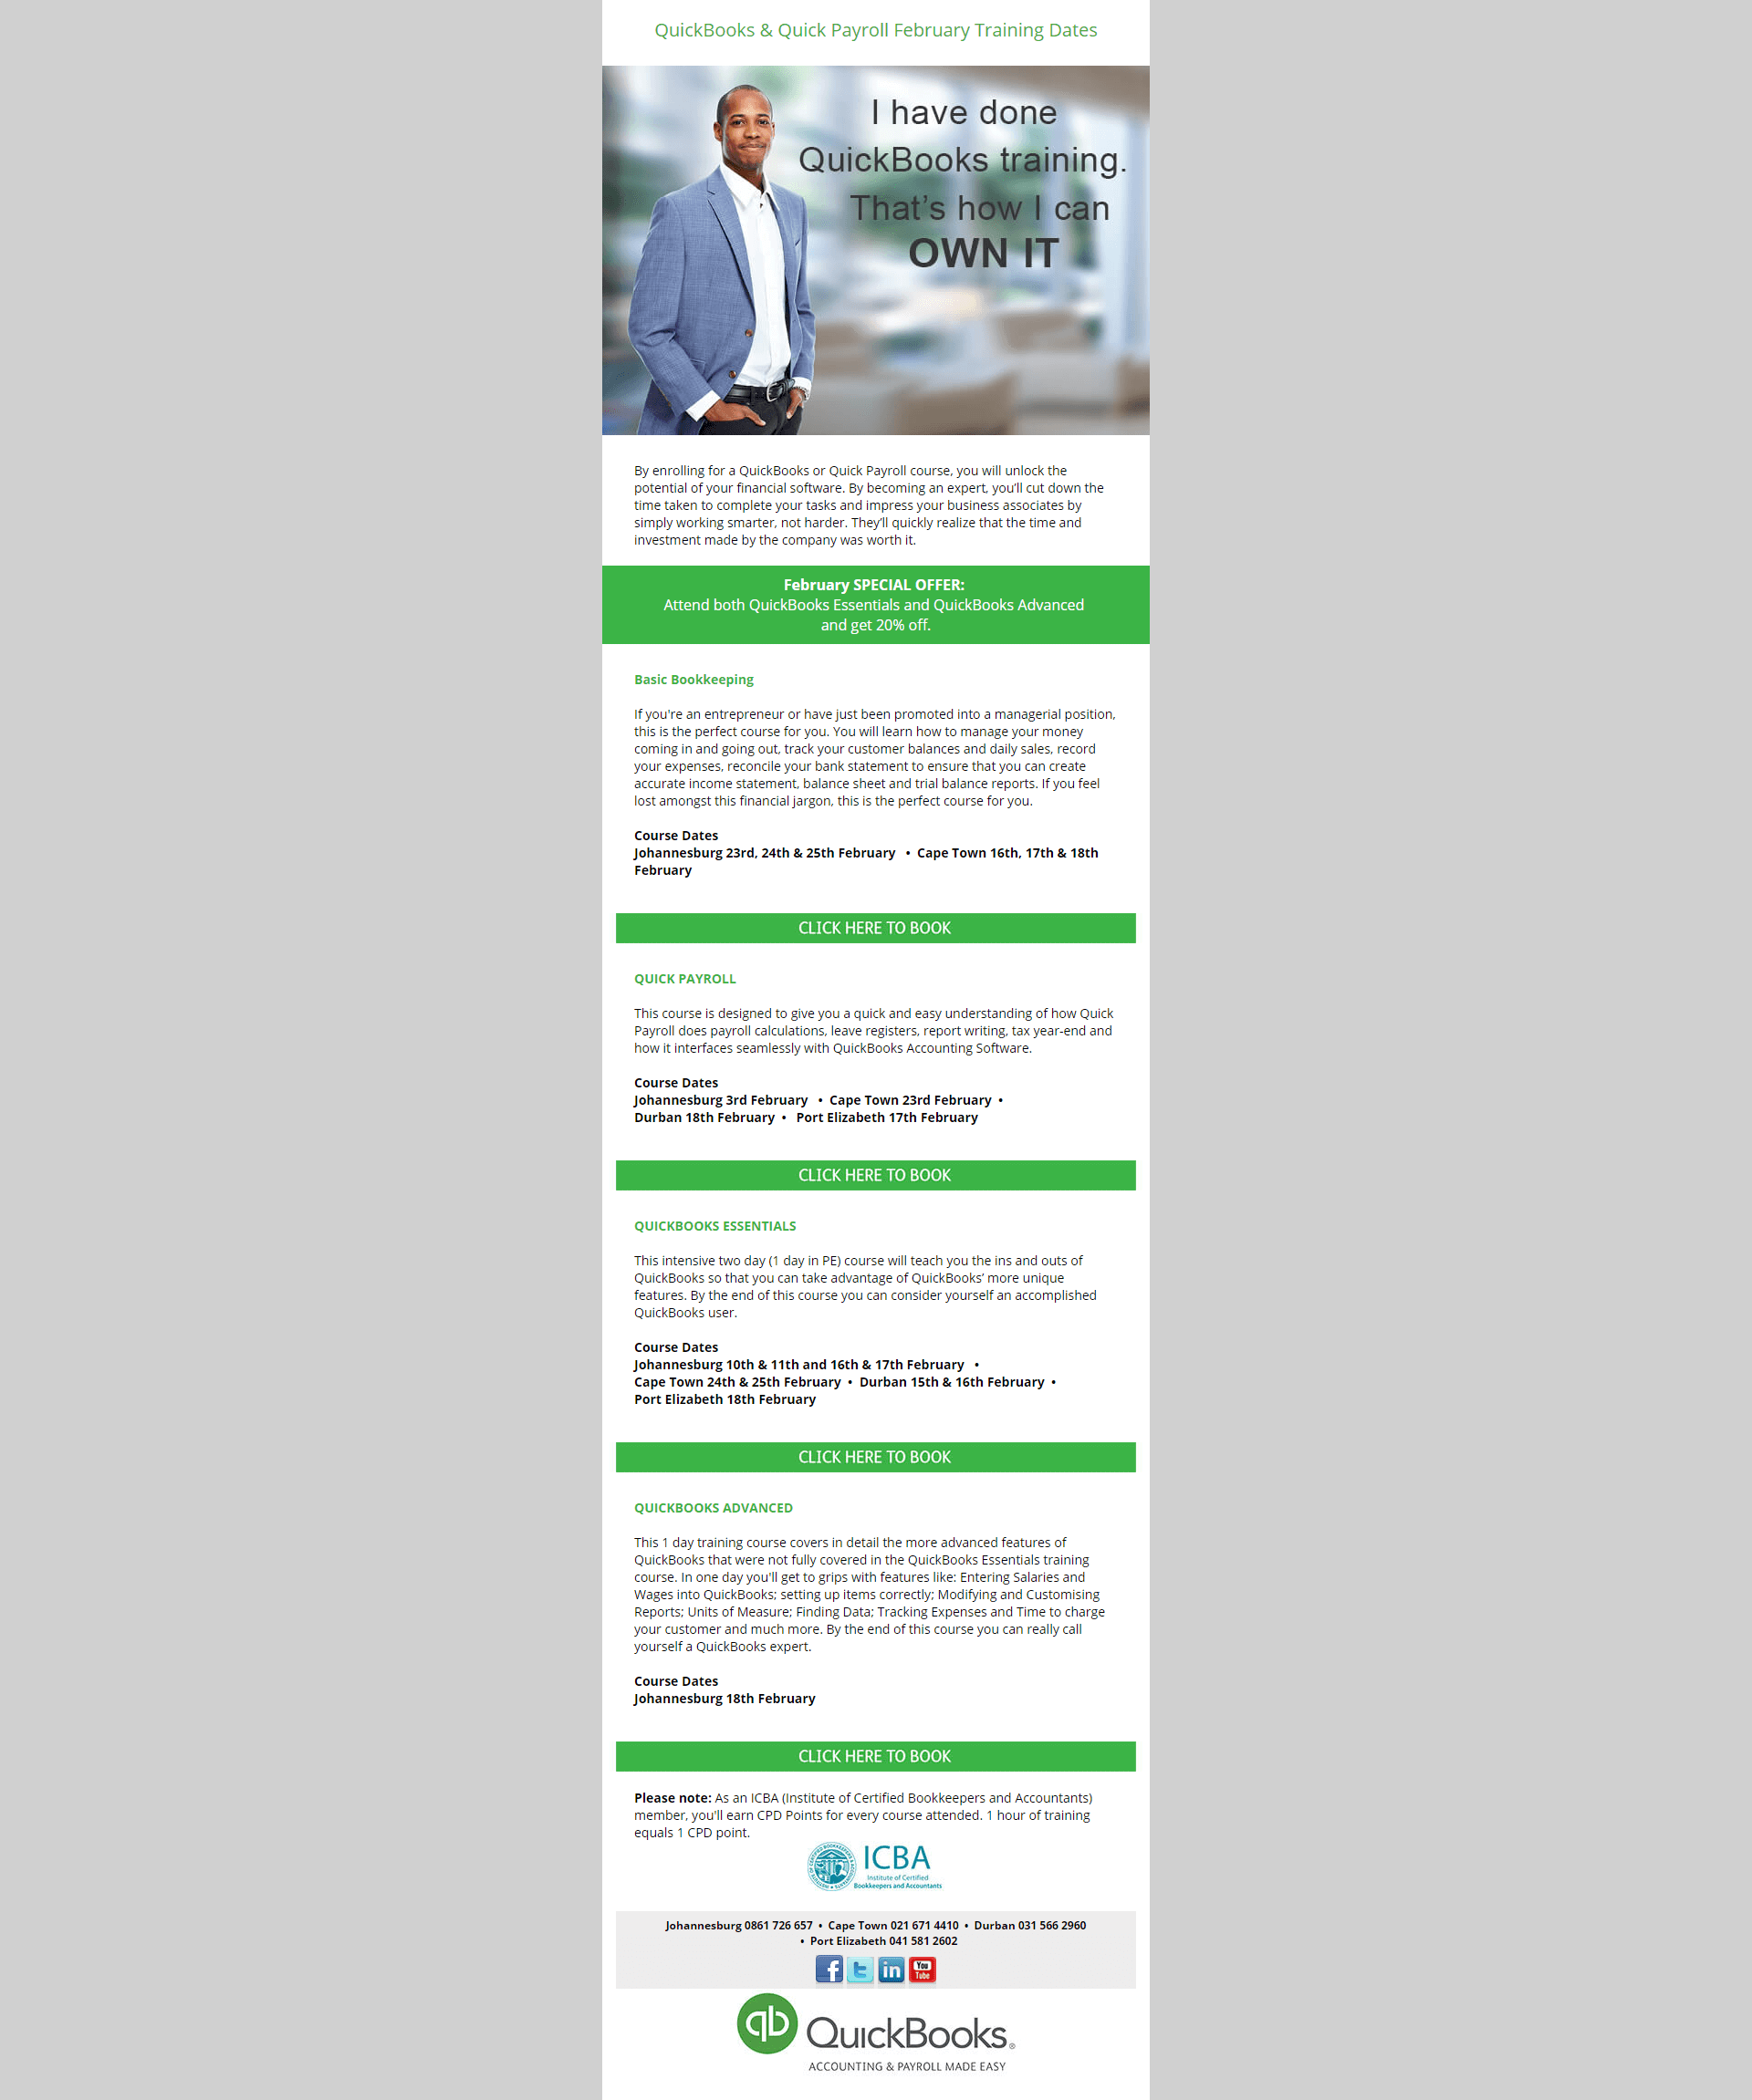 QuickBooks & Quick Payroll February Training Dates
I have done
QuickBooks training.
That's how I can
OWN IT
By enrolling for a QuickBooks or Quick Payroll course, you will unlock the
potential of your financial software. By becoming an expert, you'll cut down the
time taken to complete your tasks and impress your business associates by
simply working smarter, not harder. They'll quickly realize that the time and
investment made by the company was worth it.
February SPECIAL OFFER:
Attend both QuickBooks Essentials and QuickBooks Advanced
and get 20% off.
Basic Bookkeeping
If you're an entrepreneur or have just been promoted into a managerial position,
this is the perfect course for you. You will learn how to manage your money
coming in and going out, track your customer balances and daily sales, record
your expenses, reconcile your bank statement to ensure that you can create
accurate income statement, balance sheet and trial balance reports. If you feel
lost amongst this financial jargon, this is the perfect course for you.
Course Dates
Johannesburg 23rd, 24th & 25th February • Cape Town 16th, 17th & 18th
February
CLICK HERE TO BOOK
QUICK PAYROLL
This course is designed to give you a quick and easy understanding of how Quick
Payroll does payroll calculations, leave registers, report writing, tax year-end and
how it interfaces seamlessly with QuickBooks Accounting Software.
Course Dates
Johannesburg 3rd February • Cape Town 23rd February •
Durban 18th February • Port Elizabeth 17th February
CLICK HERE TO BOOK
QUICKBOOKS ESSENTIALS
This intensive two day (1 day in PE) course will teach you the ins and outs of
QuickBooks so that you can take advantage of QuickBooks' more unique
features. By the end of this course you can consider yourself an accomplished
QuickBooks user.
Course Dates
Johannesburg 10th & 11th and 16th & 17th February •
Cape Town 24th & 25th February • Durban 15th & 16th February •
Port Elizabeth 18th February
CLICK HERE TO BOOK
QUICKBOOKS ADVANCED
This 1 day training course covers in detail the more advanced features of
QuickBooks that were not fully covered in the QuickBooks Essentials training
course. In one day you'll get to grips with features like: Entering Salaries and
Wages into QuickBooks; setting up items correctly; Modifying and Customising
Reports; Units of Measure; Finding Data; Tracking Expenses and Time to charge
your customer and much more. By the end of this course you can really call
yourself a QuickBooks expert.
Course Dates
Johannesburg 18th February
CLICK HERE TO BOOK
Please note: As an ICBA (Institute of Certified Bookkeepers and Accountants)
member, you'll earn CPD Points for every course attended. 1 hour of training
equals 1 CPD point.
ICBA
Institute of Certified
Bookkeepers and Accountants
Johannesburg 0861 726 657 • Cape Town 021 671 4410 • Durban 031 566 2960
• Port Elizabeth 041 581 2602
You
Tube
QuickBooks®
ACCOUNTING & PAYROLL MADE EASY